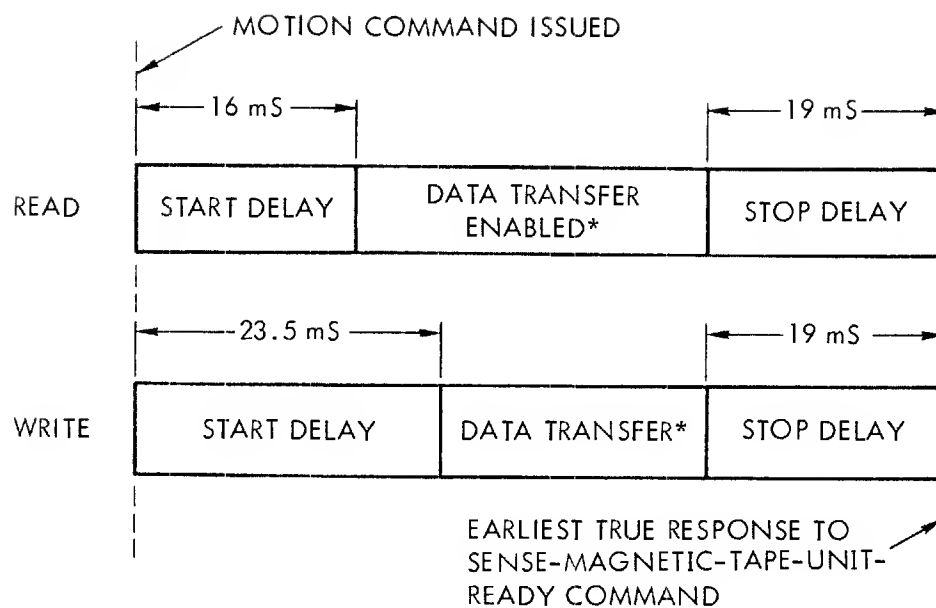 MOTION COMMAND ISSUED
16 mS
19 mS
READ
START DELAY
DATA TRANSFER
ENABLED*
STOP DELAY
23.5 mS
19 mS
WRITE
START DELAY
DATA TRANSFER*
STOP DELAY
EARLIEST TRUE RESPONSE TO
SENSE-MAGNETIC-TAPE-UNIT-
READY COMMAND